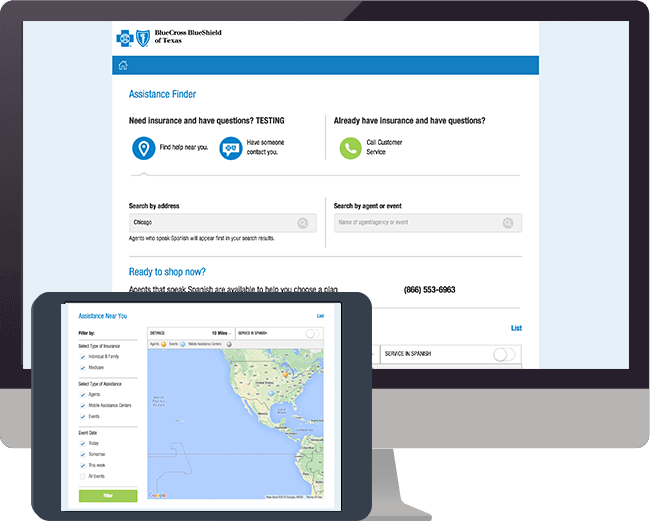 BlueCross BlueShield
of Texas
Assistance Finder
Need insurance and have questions? TESTING
Already have insurance and have questions?
Find help near you.
Have someone
contact you.
Call Customer
Service
Search by address
Search by agent or event
Chicago
Name of agent/agency or event
Agents who speak Spanish will appear first in your search results.
Ready to shop now?
Agents that speak Spanish are available to help you choose a plan
(866) 553-6963
List
SERVICE IN SPANISH
Assistance Near You
List
Filter by:
DISTANCE
10 Miles
SERVICE IN SPANISH
Agents
Events
Mobile Assistance Centers
Select Type of Insurance
Individual & Family
Medicare
Select Type of Assistance
Agents
Mobile Assistance Centers
Events
Event Date
Today
Tomorrow
This week
All Events
Filter
United States
Mexico
Google